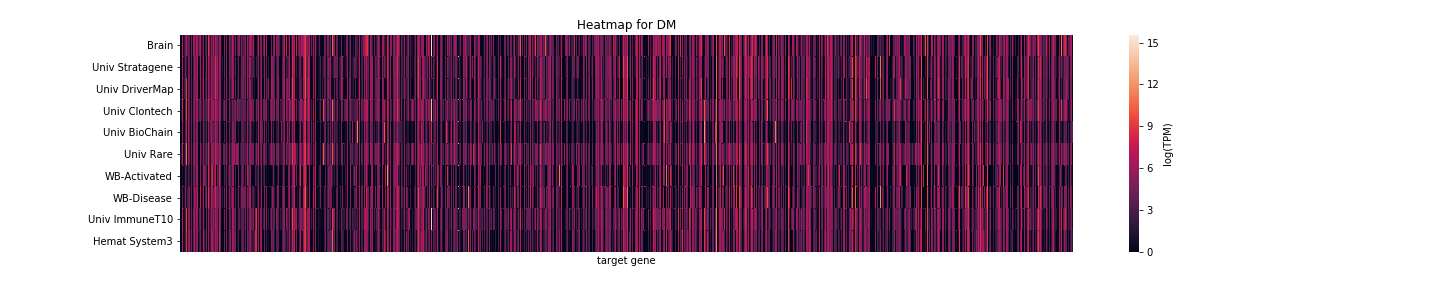 Heatmap for DM
Brain
Univ Stratagene
Univ DriverMap
Univ Clontech
Univ BioChain
Univ Rare
WB-Activated
WB-Disease
Univ ImmuneT10
Hemat System3
target gene
15
12
9
6
3
0
log(TPM)